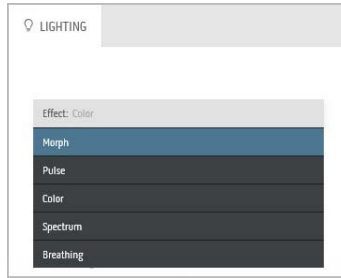 LIGHTING
Effect: Color
Morph
Pulse
Color
Spectrum
Breathing